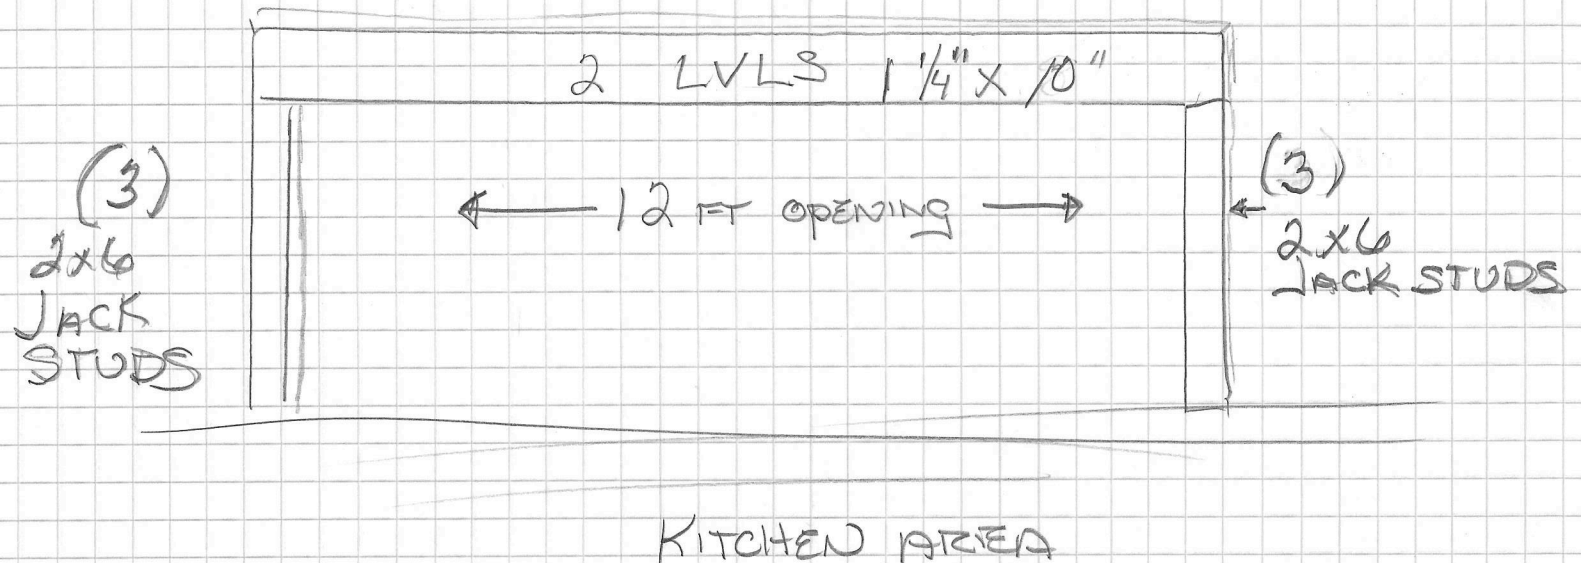 2 LVLS 1 1/4" X 10"
(3)
2x6
JACK
STUDS
12 FT OPENING
(3)
2x6
JACK STUDS
KITCHEN AREA